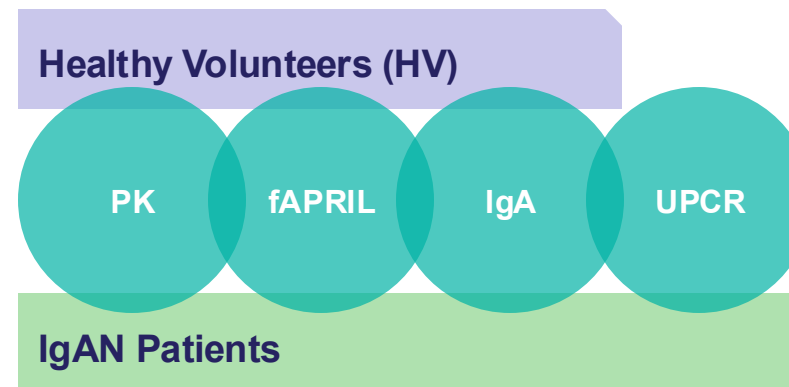 Healthy Volunteers (HV)
PK fAPRIL IgA UPCR
IgAN Patients